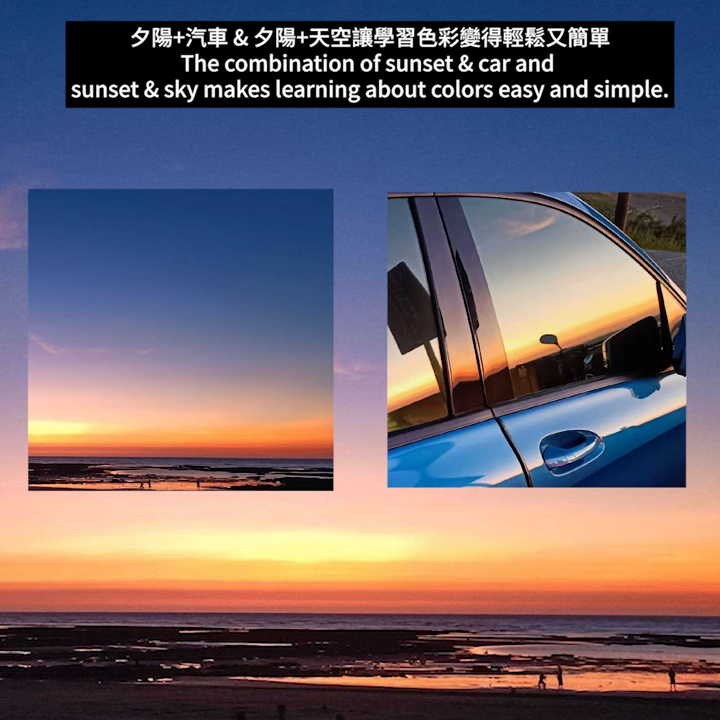 夕陽+汽車 & 夕陽+天空讓學習色彩變得輕鬆又簡單
The combination of sunset & car and
sunset & sky makes learning about colors easy and simple.